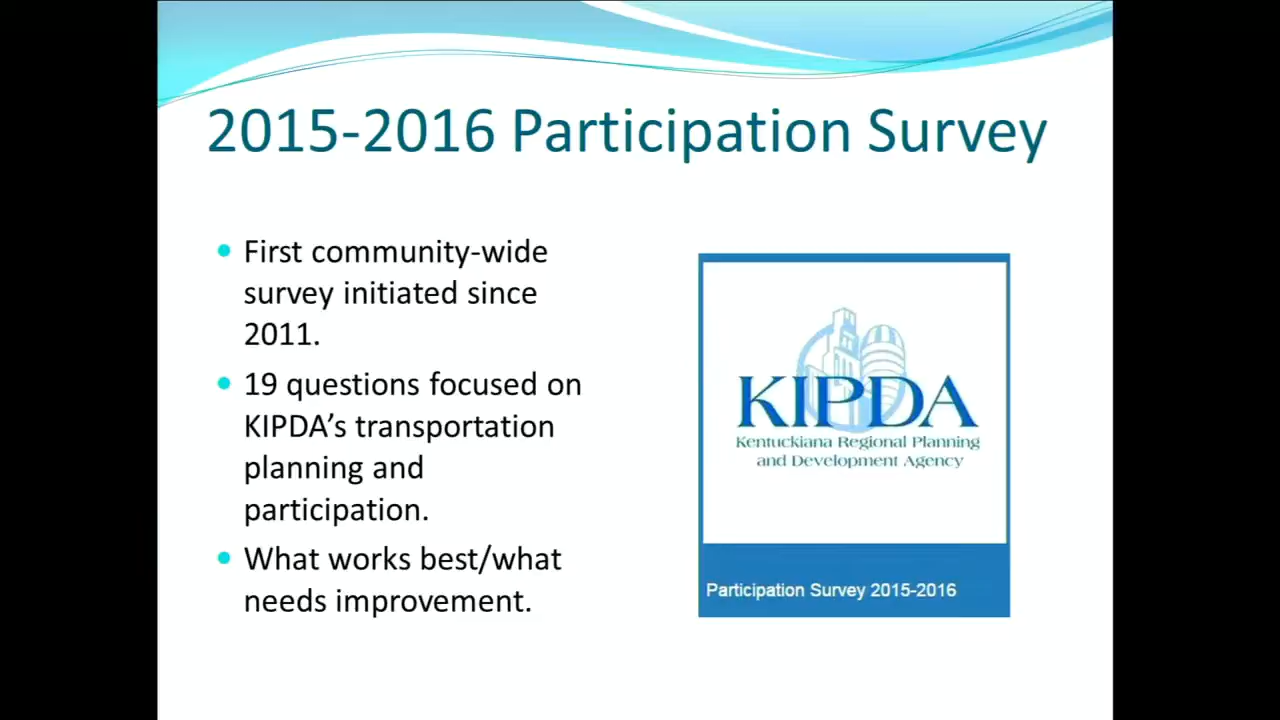 2015-2016 Participation Survey
First community-wide
survey initiated since
2011.
19 questions focused on
KIPDA’s transportation
planning and
participation.
What works best/what
needs improvement.
KIPDA
Kentuckiana Regional Planning
and Development Agency
Participation Survey 2015-2016